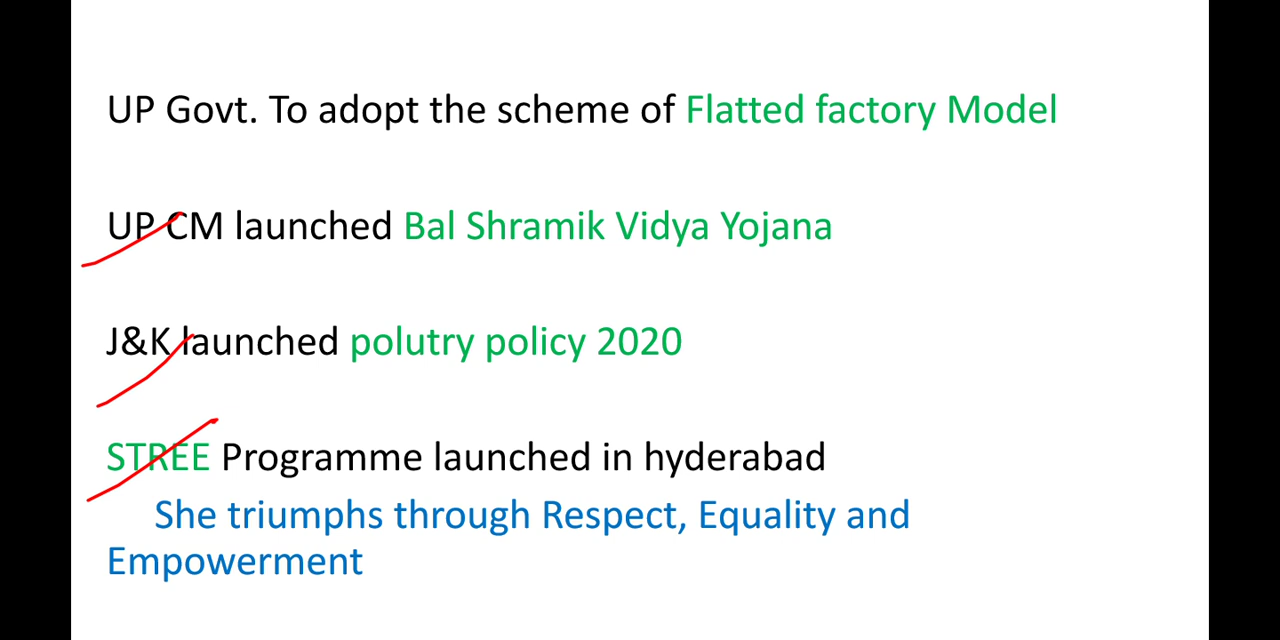 UP Govt. To adopt the scheme of Flatted factory Model
UP CM launched Bal Shramik Vidya Yojana
J&K launched polutry policy 2020
STREE Programme launched in hyderabad
She triumphs through Respect, Equality and
Empowerment